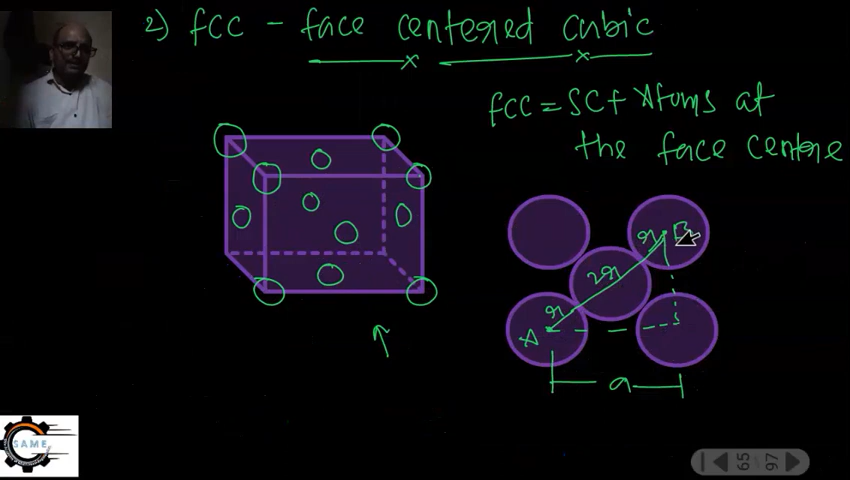 2) FCC - face centered cubic
FCC = SC + Atoms at
the face centre
r B
2r
r
A
a
SAME
65
97